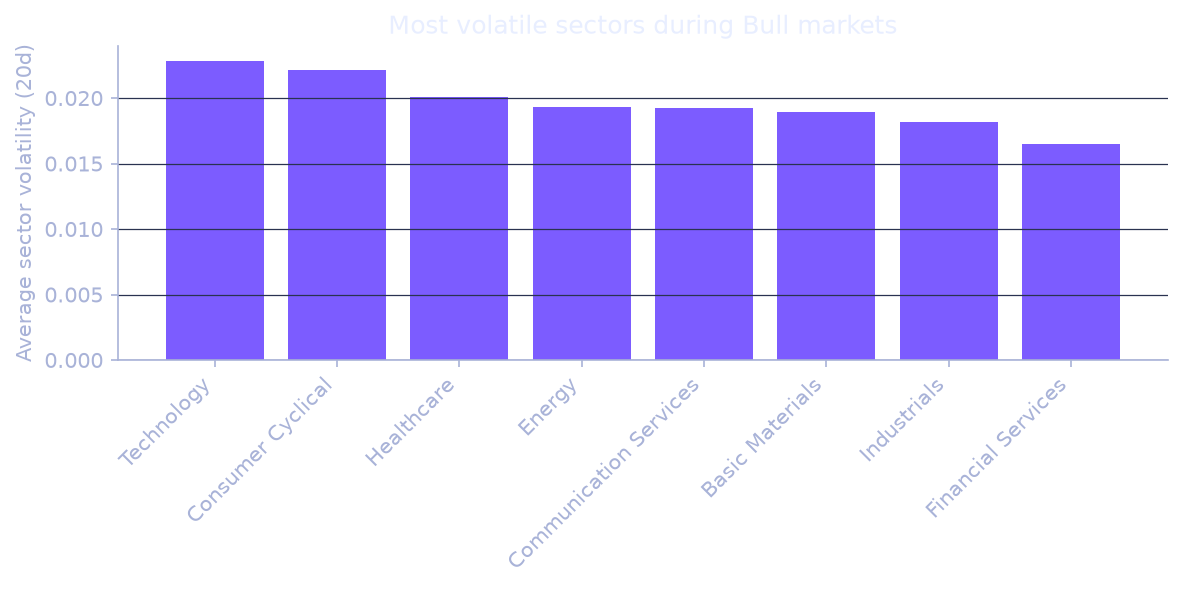 Most volatile sectors during Bull markets
Average sector volatility (20d)
0.020
0.015
0.010
0.005
0.000
Technology
Consumer Cyclical
Healthcare
Energy
Communication Services
Basic Materials
Industrials
Financial Services